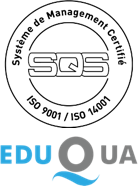 Système de Management Certifié
SQS
ISO 9001 / ISO 14001
EDUQUA